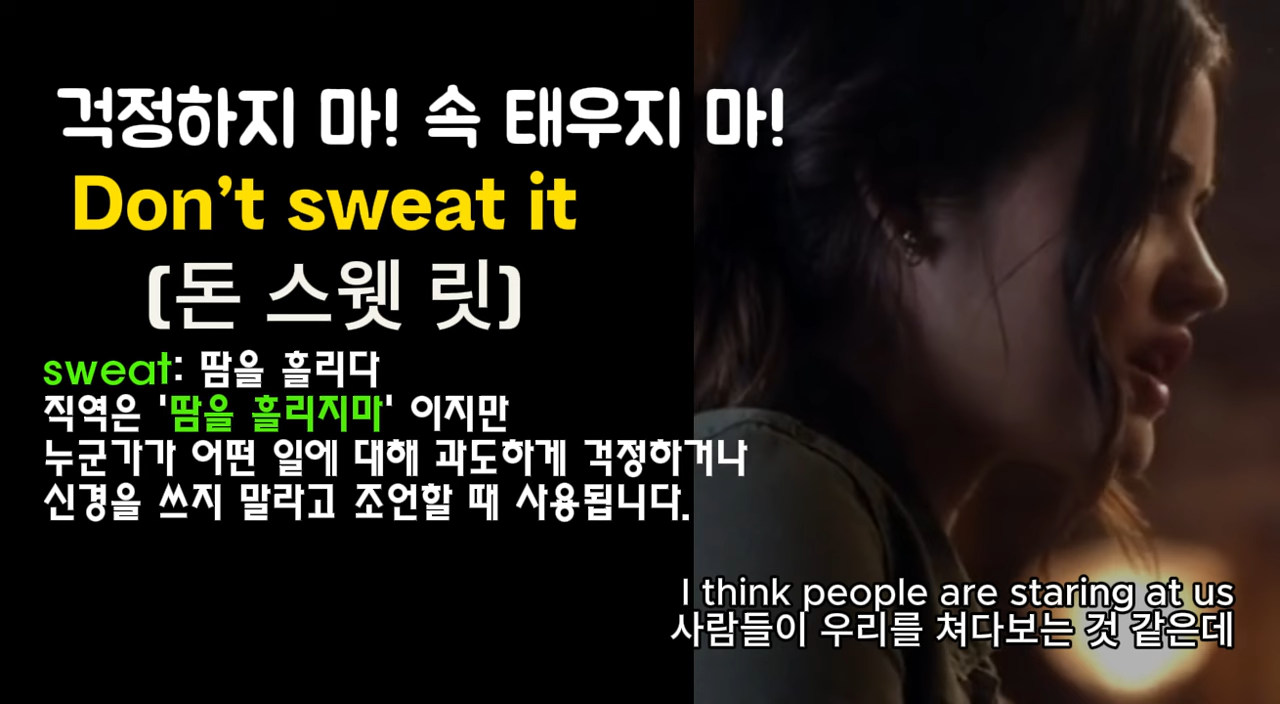 걱정하지 마! 속 태우지 마!
Don’t sweat it
(돈 스웻 릿)
sweat: 땀을 흘리다
직역은 '땀을 흘리지마' 이지만
누군가가 어떤 일에 대해 과도하게 걱정하거나
신경을 쓰지 말라고 조언할 때 사용됩니다.
I think people are staring at us
사람들이 우리를 쳐다보는 것 같은데